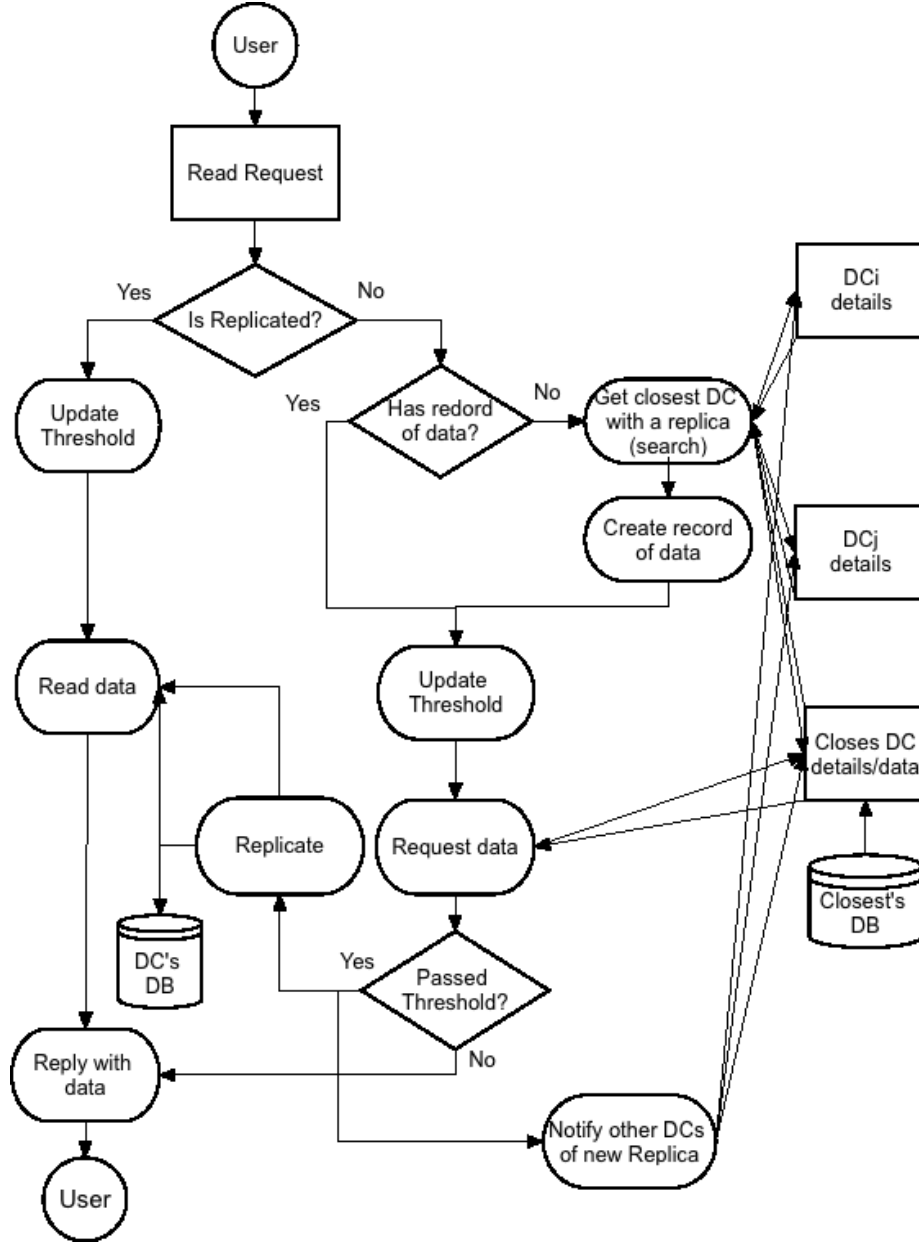 User
Read Request
Yes
No
Is Replicated?
DCi
details
Update
Threshold
Yes
Has redord
of data?
No
Get closest DC
with a replica
(search)
Create record
of data
DCj
details
Read data
Update
Threshold
Closes DC
details/data
Replicate
Request data
Closest's
DB
DC's
DB
Yes
Passed
Threshold?
No
Reply with
data
Notify other DCs
of new Replica
User